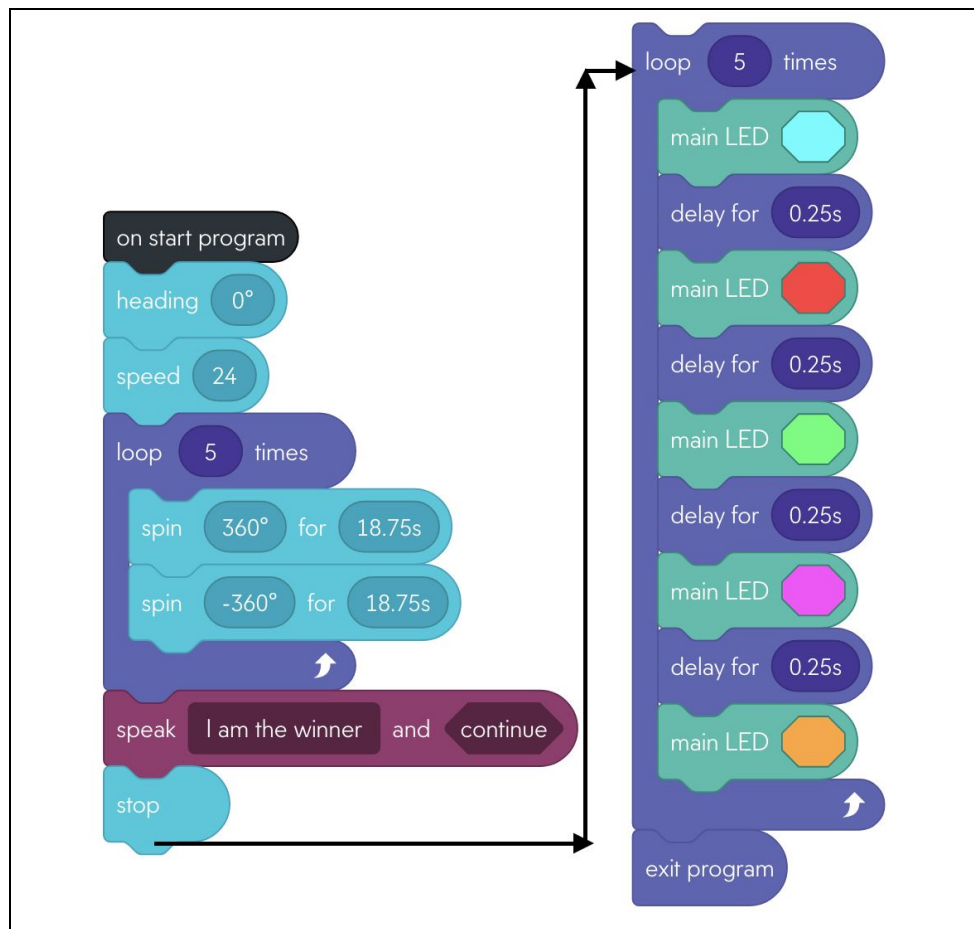 on start program
heading 0°
speed 24
loop 5 times
spin 360° for 18.75s
spin -360° for 18.75s
speak I am the winner and continue
stop
loop 5 times
main LED
delay for 0.25s
main LED
delay for 0.25s
main LED
delay for 0.25s
main LED
delay for 0.25s
main LED
exit program